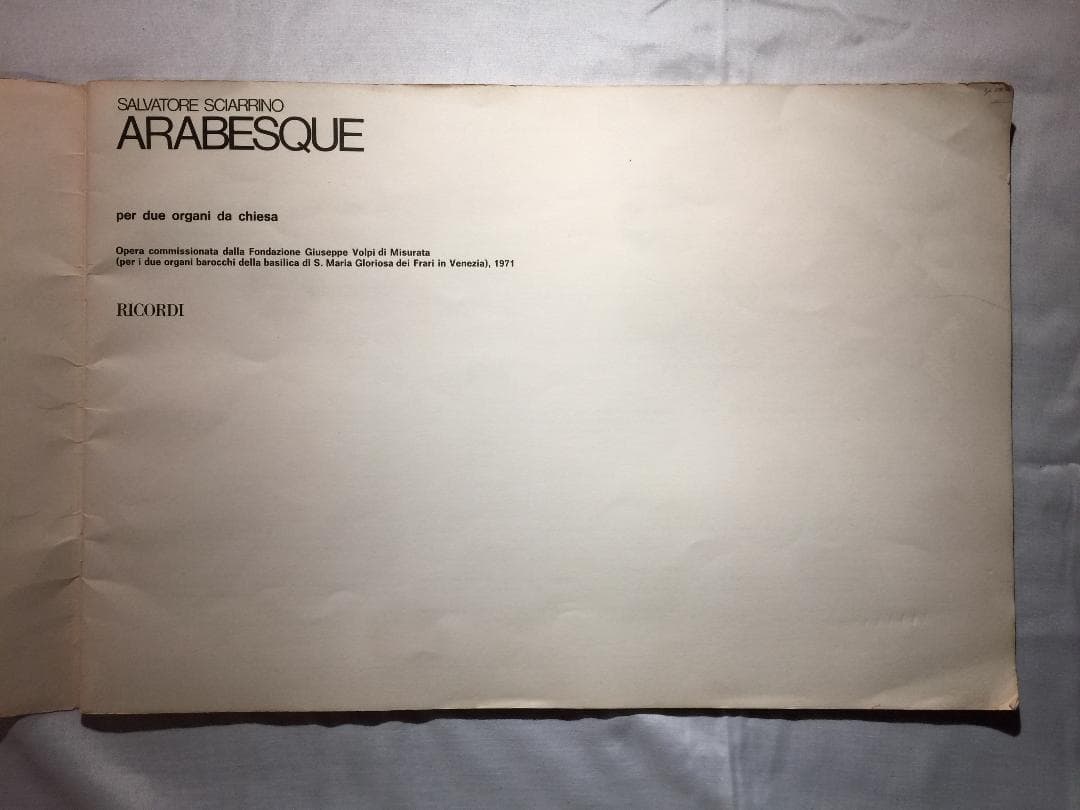 SALVATORE SCIARRINO
ARABESQUE
per due organi da chiesa
Opera commissionata dalla Fondazione Giuseppe Volpi di Misurata
(per i due organi barocchi della basilica di S. Maria Gloriosa dei Frari in Venezia), 1971
RICORDI